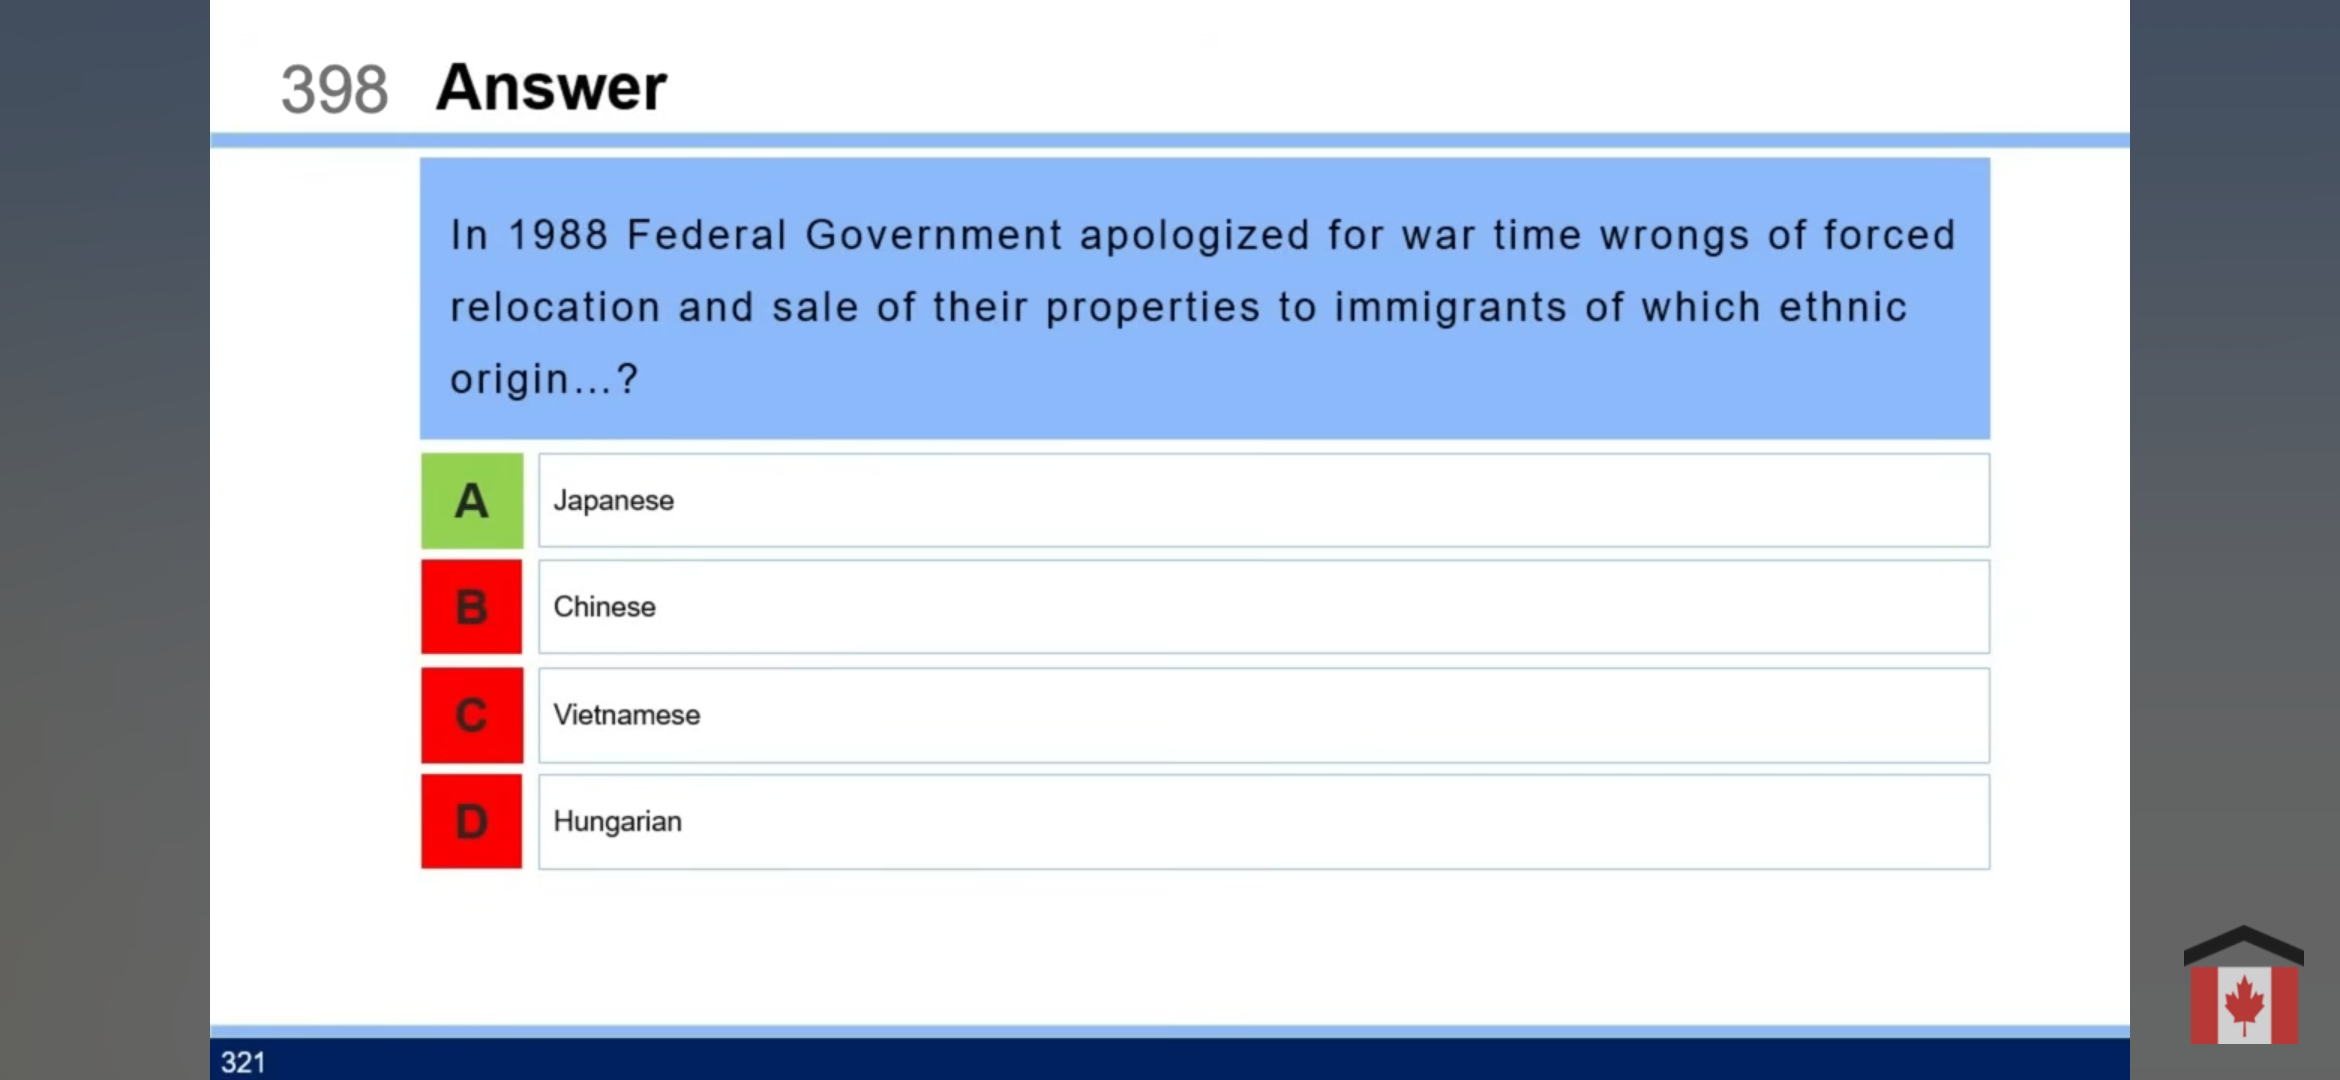 398 Answer
In 1988 Federal Government apologized for war time wrongs of forced
relocation and sale of their properties to immigrants of which ethnic
origin...?
A Japanese
B Chinese
C Vietnamese
D Hungarian
321